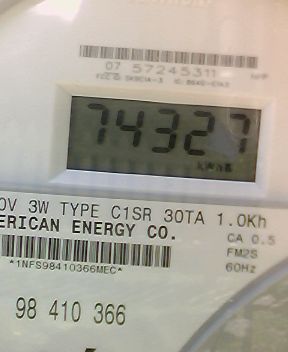 07 57245311
74327
kWhB
0V 3W TYPE C1SR 30TA 1.0Kh
ERICAN ENERGY CO.
CA 0.5
FM2S
60Hz
*1NFS98410366MEC*
98 410 366